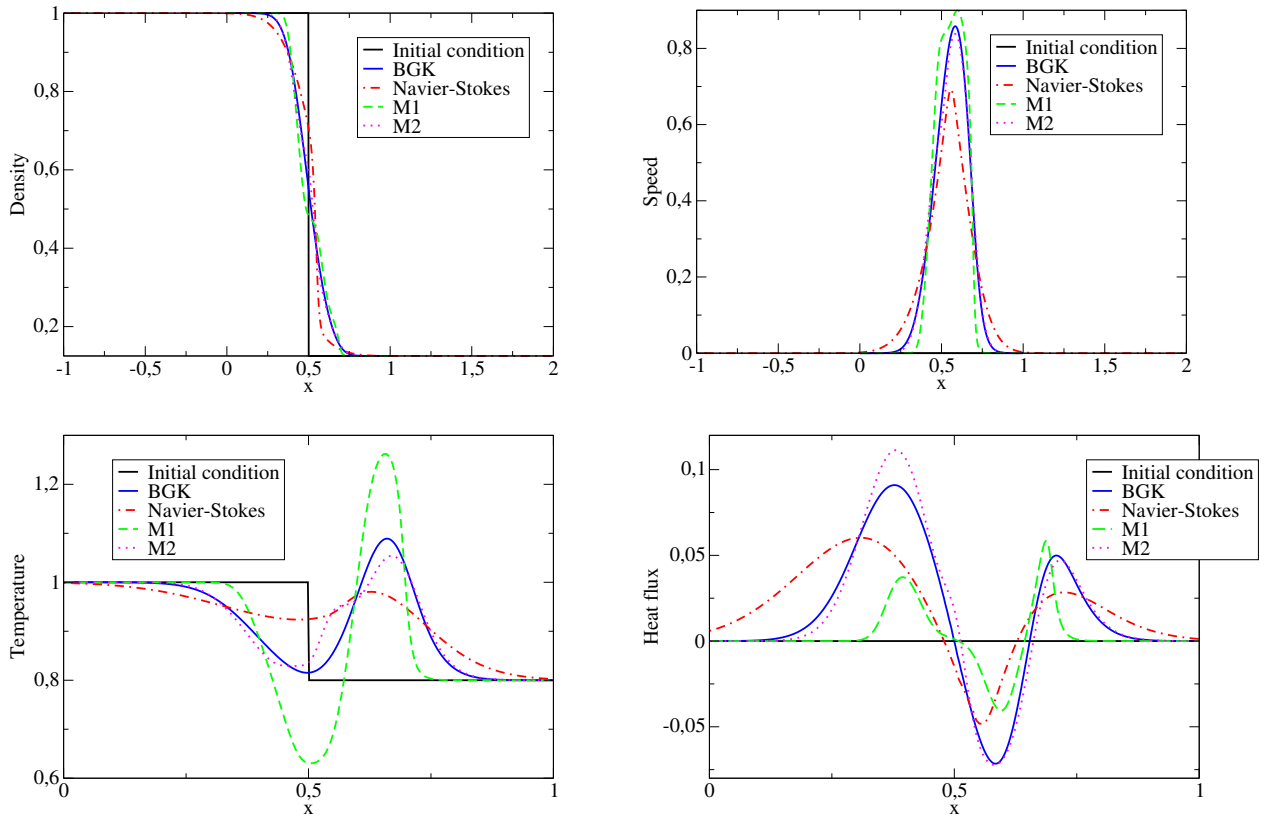 Density
1
0,8
0,6
0,4
0,2
-1
-0,5
0
0,5
1
1,5
2
x
Initial condition
BGK
Navier-Stokes
M1
M2
Speed
0,8
0,6
0,4
0,2
0
-1
-0,5
0
0,5
1
1,5
2
x
Initial condition
BGK
Navier-Stokes
M1
M2
Temperature
1,2
1
0,8
0,6
0
0,5
1
x
Initial condition
BGK
Navier-Stokes
M1
M2
Heat flux
0,1
0,05
0
-0,05
0
0,5
1
x
Initial condition
BGK
Navier-Stokes
M1
M2